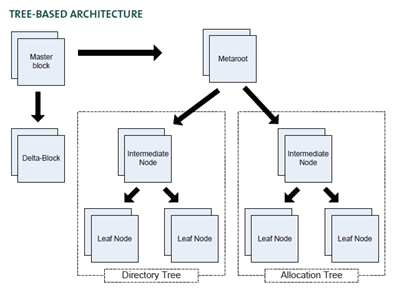 TREE-BASED ARCHITECTURE
Master
block
Metaroot
Delta-Block
Intermediate
Node
Intermediate
Node
Leaf Node
Leaf Node
Leaf Node
Leaf Node
Directory Tree
Allocation Tree